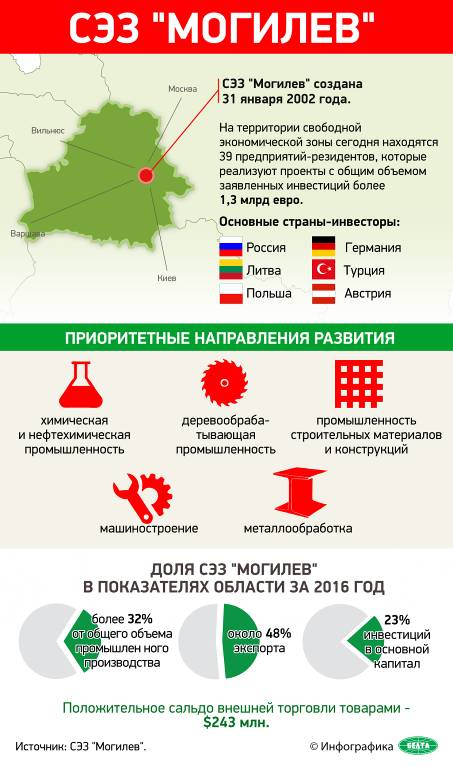 СЭЗ "МОГИЛЕВ"
Москва
Вильнюс
Варшава
Киев
СЭЗ "Могилев" создана
31 января 2002 года.
На территории свободной
экономической зоны сегодня находятся
39 предприятий-резидентов, которые
реализуют проекты с общим объемом
заявленных инвестиций более
1,3 млрд евро.
Основные страны-инвесторы:
Россия
Германия
Литва
Турция
Польша
Австрия
ПРИОРИТЕТНЫЕ НАПРАВЛЕНИЯ РАЗВИТИЯ
химическая
и нефтехимическая
промышленность
деревообраба-
тывающая
промышленность
промышленность
строительных материалов
и конструкций
машиностроение
металлообработка
ДОЛЯ СЭЗ "МОГИЛЕВ"
В ПОКАЗАТЕЛЯХ ОБЛАСТИ ЗА 2016 ГОД
более 32%
от общего объема
промышлен ного
производства
около 48%
экспорта
23%
инвестиций
в основной
капитал
Положительное сальдо внешней торговли товарами -
$243 млн.
Источник: СЭЗ "Могилев".
© Инфографика
БЕЛТА